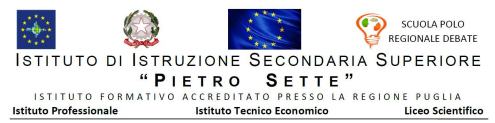 SCUOLA POLO
REGIONALE DEBATE
ISTITUTO DI ISTRUZIONE SECONDARIA SUPERIORE
“PIETRO SETTE”
ISTITUTO FORMATIVO ACCREDITATO PRESSO LA REGIONE PUGLIA
Istituto Professionale Istituto Tecnico Economico Liceo Scientifico